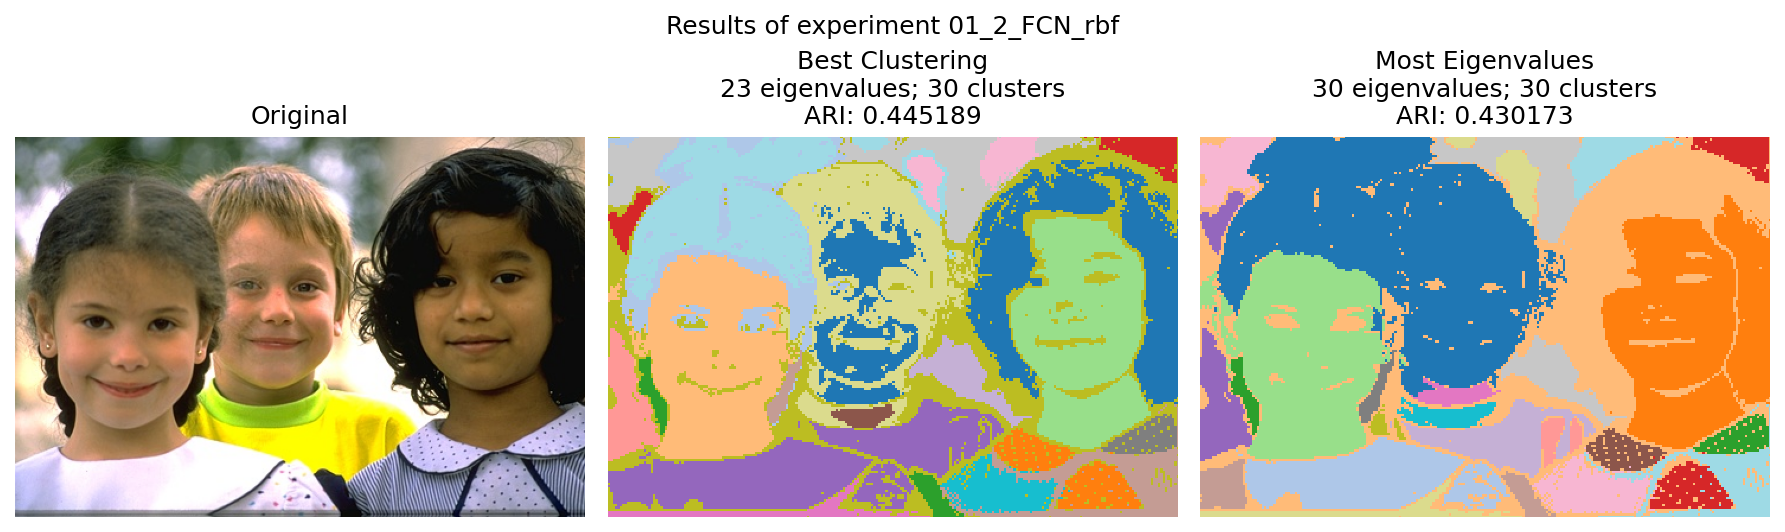 Results of experiment 01_2_FCN_rbf
Original
Best Clustering
23 eigenvalues; 30 clusters
ARI: 0.445189
Most Eigenvalues
30 eigenvalues; 30 clusters
ARI: 0.430173